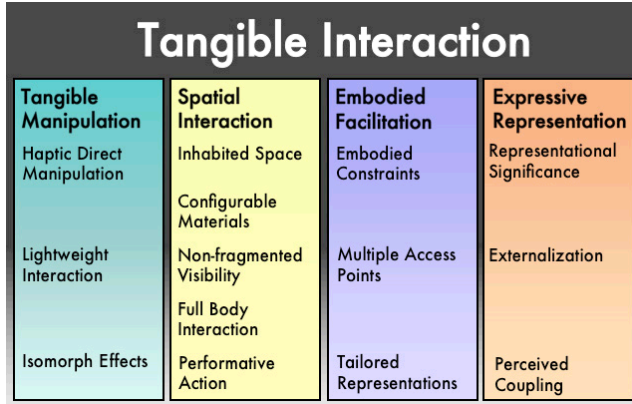 Tangible Interaction
Tangible
Manipulation
Haptic Direct
Manipulation
Lightweight
Interaction
Isomorph Effects
Spatial
Interaction
Inhabited Space
Configurable
Materials
Non-fragmented
Visibility
Full Body
Interaction
Performative
Action
Embodied
Facilitation
Embodied
Constraints
Multiple Access
Points
Tailored
Representations
Expressive
Representation
Representational
Significance
Externalization
Perceived
Coupling